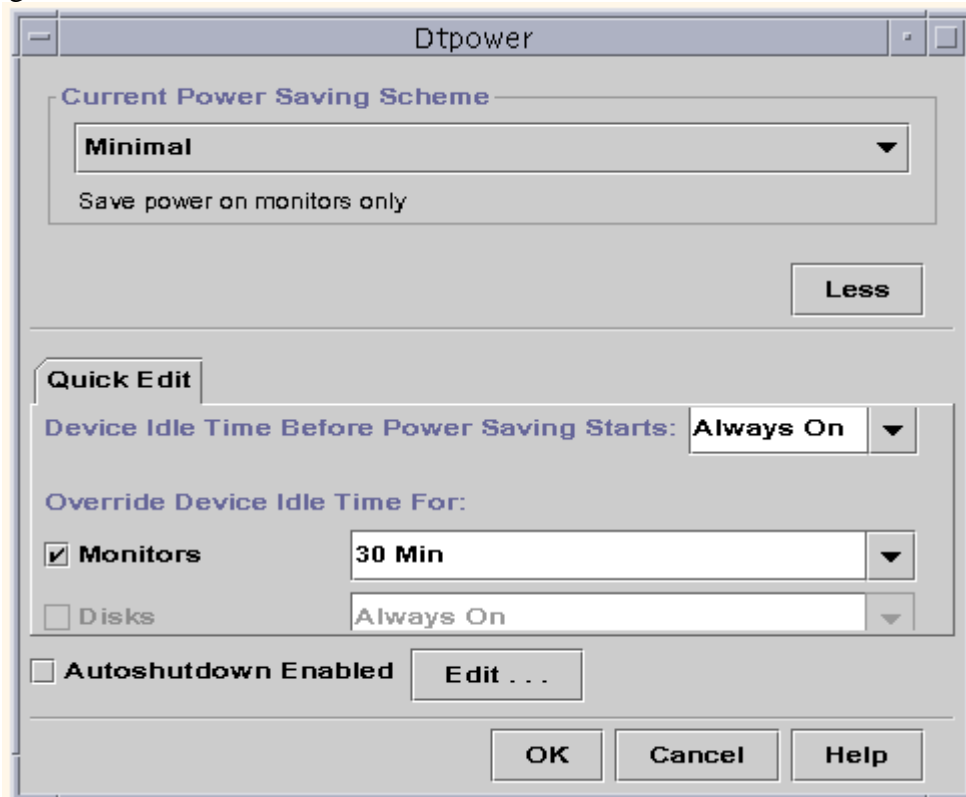 Dtpower
Current Power Saving Scheme
Minimal
Save power on monitors only
Less
Quick Edit
Device Idle Time Before Power Saving Starts: Always On
Override Device Idle Time For:
Monitors 30 Min
Disks Always On
Autoshutdown Enabled Edit . . .
OK Cancel Help